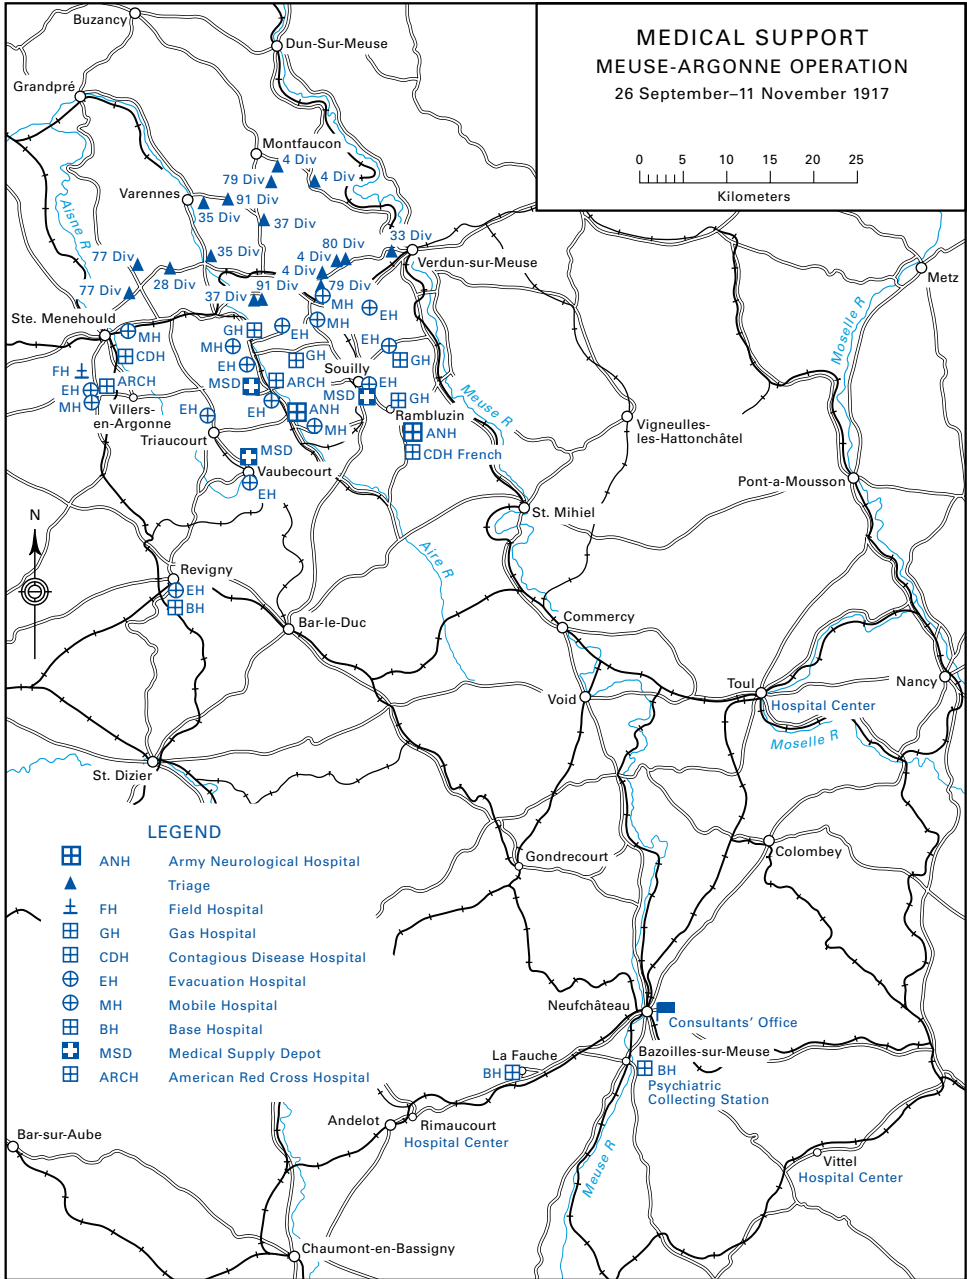 MEDICAL SUPPORT
MEUSE-ARGONNE OPERATION
26 September–11 November 1917
0 5 10 15 20 25
Kilometers
Buzancy
Dun-Sur-Meuse
Grandpré
Montfaucon
4 Div
79 Div
4 Div
Varennes
91 Div
35 Div
37 Div
Aisne R
33 Div
80 Div
35 Div
4 Div
Verdun-sur-Meuse
77 Div
28 Div
4 Div
Metz
77 Div
91 Div
79 Div
37 Div
MH
EH
Moselle R
Ste. Menehould
MH
GH
EH
MH
MH
EH
CDH
GH
GH
FH
EH
Souilly
ARCH
MSD
ARCH
EH
EH
MSD
Meuse R
MH
EH
GH
Villers-
en-Argonne
EH
ANH
Rambluzin
MH
ANH
Vigneulles-
les-Hattonchâtel
Triaucourt
MSD
CDH French
Vaubecourt
EH
Pont-a-Mousson
St. Mihiel
N
Aire R
Revigny
EH
BH
Bar-le-Duc
Commercy
Toul
Nancy
Void
Hospital Center
Moselle R
St. Dizier
LEGEND
ANH Army Neurological Hospital
Triage
FH Field Hospital
GH Gas Hospital
CDH Contagious Disease Hospital
EH Evacuation Hospital
MH Mobile Hospital
BH Base Hospital
MSD Medical Supply Depot
ARCH American Red Cross Hospital
Gondrecourt
Colombey
Neufchâteau
Consultants' Office
La Fauche
BH
Bazoilles-sur-Meuse
BH
Psychiatric
Collecting Station
Andelot
Rimaucourt
Hospital Center
Bar-sur-Aube
Meuse R
Vittel
Hospital Center
Chaumont-en-Bassigny